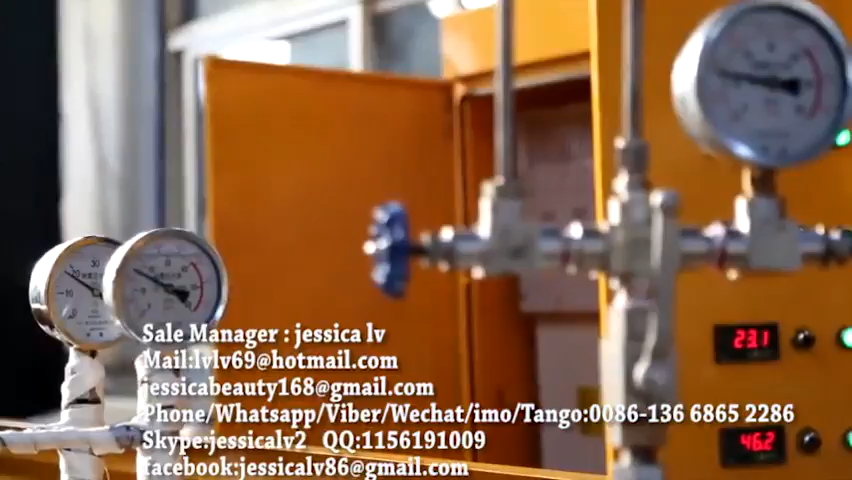 23.1
46.2
Sale Manager : jessica lv
Mail:lvlv69@hotmail.com
jessicabeauty168@gmail.com
Phone/Whatsapp/Viber/Wechat/imo/Tango:0086-136 6865 2286
Skype:jessicalv2 QQ:1156191009
facebook:jessicalv86@gmail.com